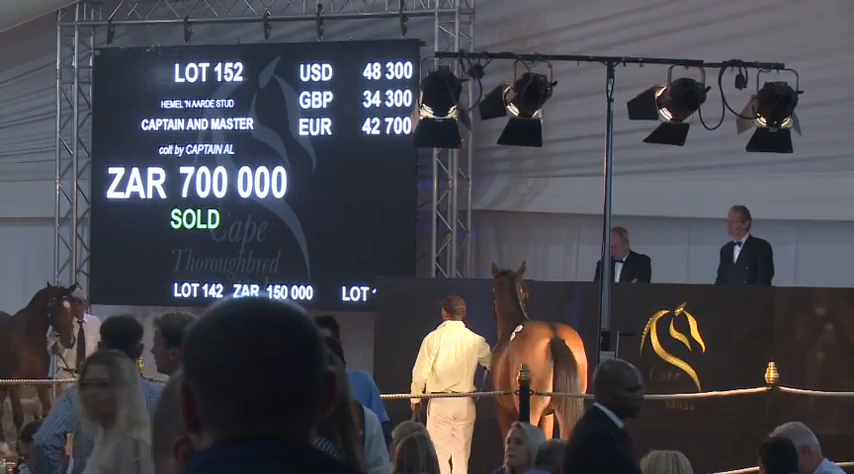 LOT 152
USD 48 300
HEMEL 'N AARDE STUD
GBP 34 300
CAPTAIN AND MASTER
EUR 42 700
colt by CAPTAIN AL
ZAR 700 000
SOLD
Cape
Thoroughbred
LOT 142 ZAR 150 000 LOT
Cape